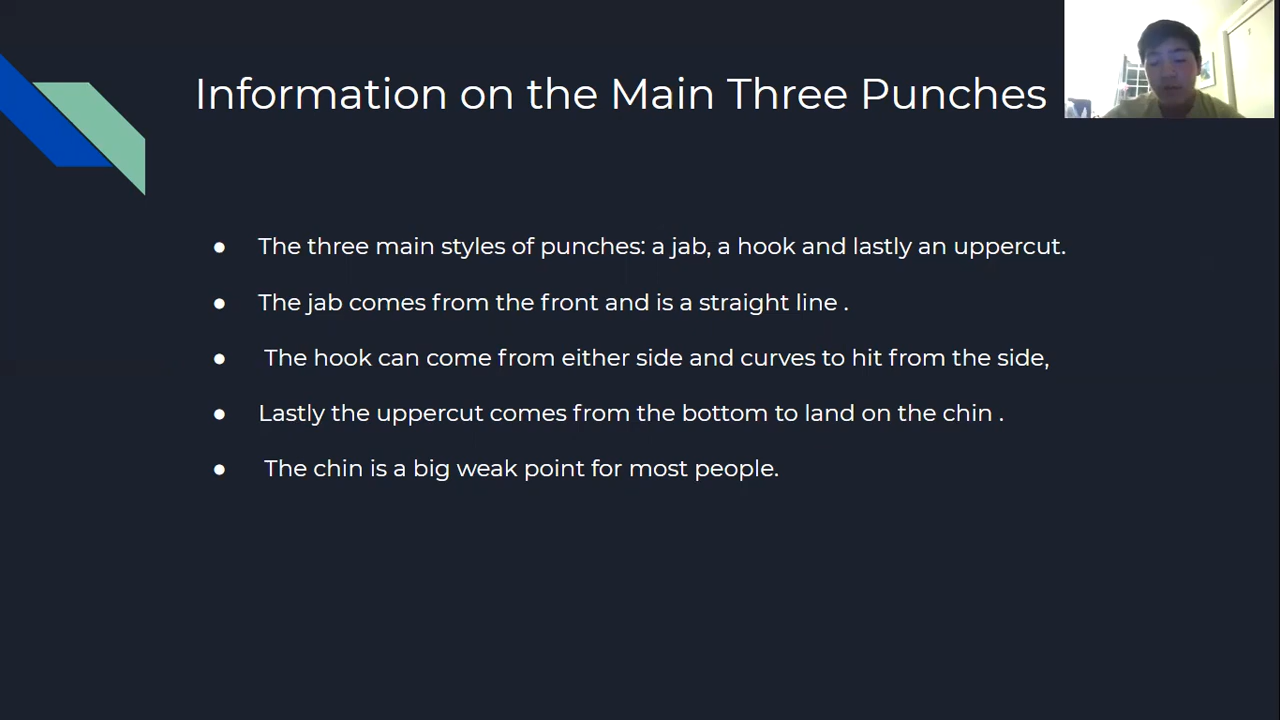 Information on the Main Three Punches
● The three main styles of punches: a jab, a hook and lastly an uppercut.
● The jab comes from the front and is a straight line .
● The hook can come from either side and curves to hit from the side,
● Lastly the uppercut comes from the bottom to land on the chin .
● The chin is a big weak point for most people.